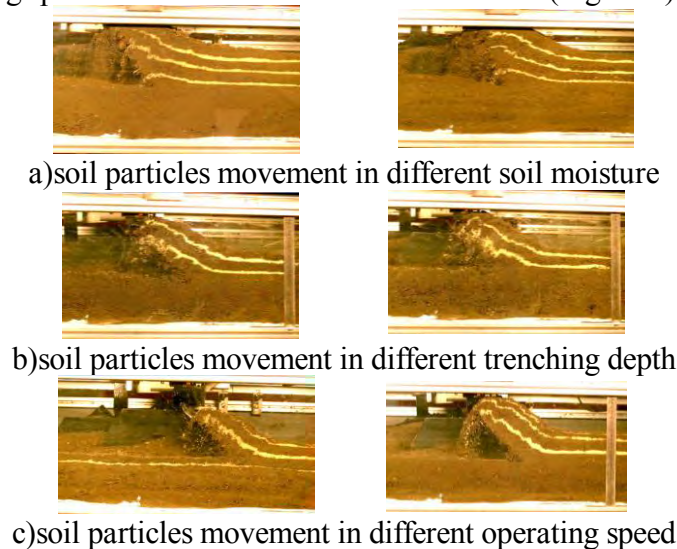 a)soil particles movement in different soil moisture
b)soil particles movement in different trenching depth
c)soil particles movement in different operating speed